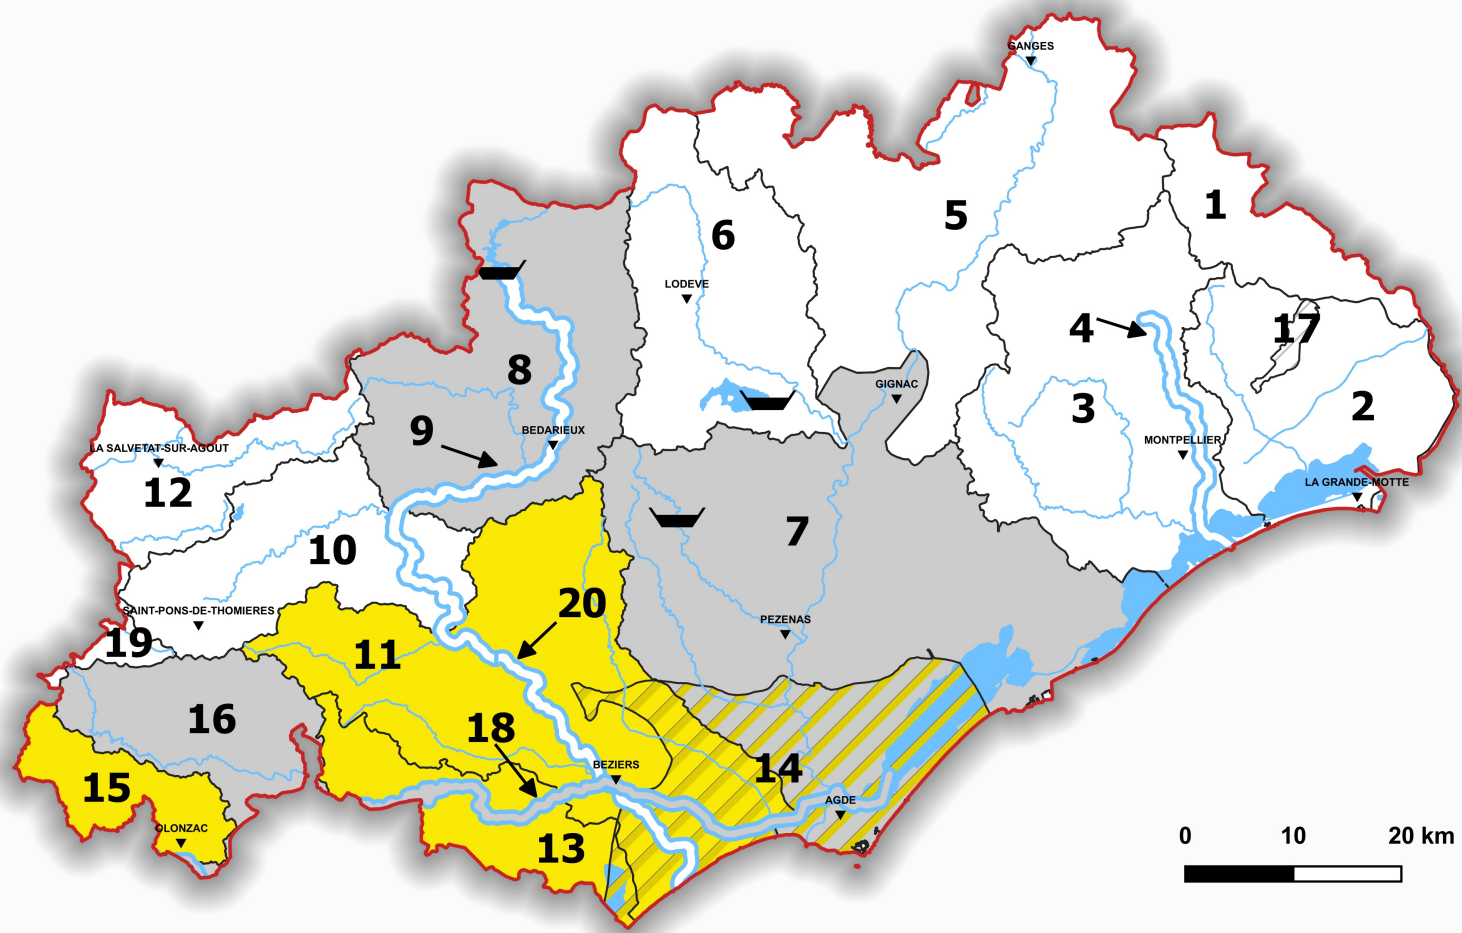 GANGES
1
5
6
LODEVE
4
17
8
GIGNAC
2
3
9
BEDARIEUX
MONTPELLIER
LA SALVETAT-SUR-AGOUT
12
LA GRANDE-MOTTE
7
10
20
SAINT-PONS-DE-THOMIERES
PEZENAS
19
11
16
18
BEZIERS
14
15
AGDE
OLONZAC
13
0 10 20 km